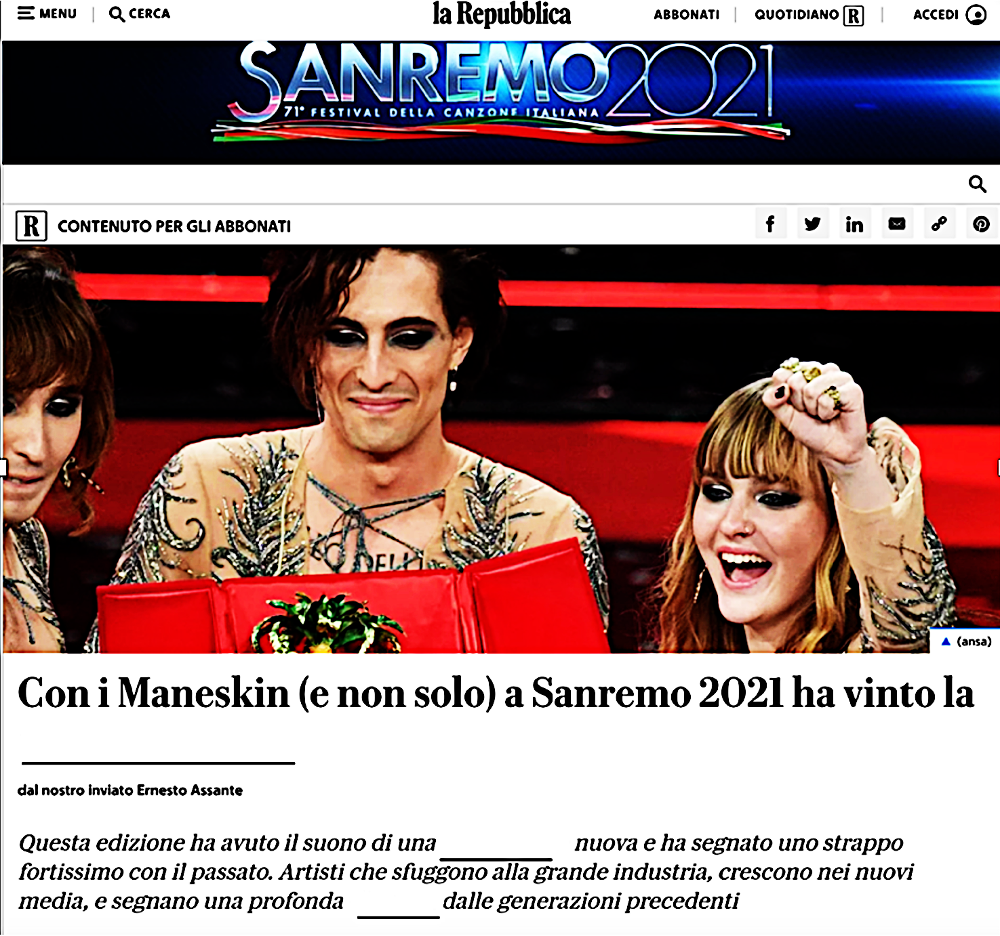 MENU CERCA la Repubblica ABBONATI QUOTIDIANO R ACCEDI
SANREMO 2021
71° FESTIVAL DELLA CANZONE ITALIANA
R CONTENUTO PER GLI ABBONATI
(ansa)
Con i Maneskin (e non solo) a Sanremo 2021 ha vinto la
dal nostro inviato Ernesto Assante
Questa edizione ha avuto il suono di una nuova e ha segnato uno strappo
fortissimo con il passato. Artisti che sfuggono alla grande industria, crescono nei nuovi
media, e segnano una profonda dalle generazioni precedenti